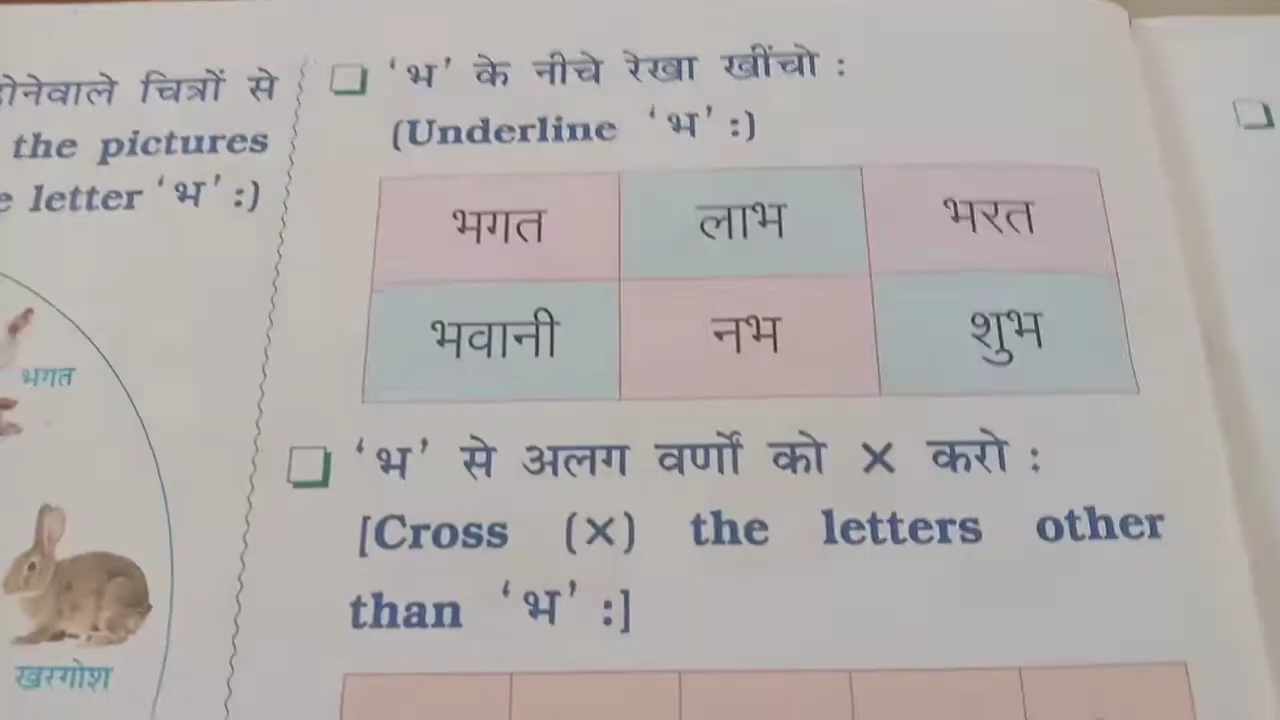 चित्रों से
the pictures
letter ‘भ’ :)
भगत
खरगोश
‘भ’ के नीचे रेखा खींचो :
(Underline ‘भ’ :)
भगत लाभ भरत
भवानी नभ शुभ
‘भ’ से अलग वर्णों को × करो :
[Cross (×) the letters other
than ‘भ’ :]